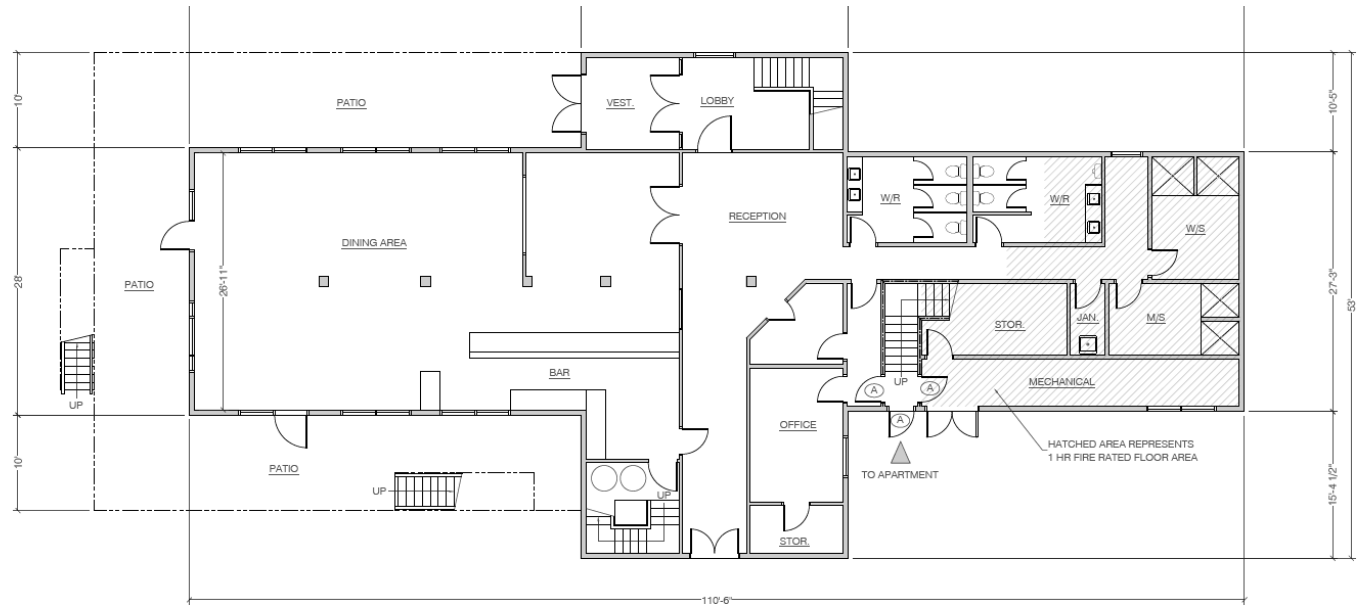 10'
PATIO
VEST.
LOBBY
10'-5"
W/R
W/R
RECEPTION
W/S
DINING AREA
28'
PATIO
26'-11"
27'-3"
53'
STOR.
JAN.
M/S
BAR
UP
MECHANICAL
UP
A
A
A
OFFICE
HATCHED AREA REPRESENTS
1 HR FIRE RATED FLOOR AREA
TO APARTMENT
10'
PATIO
UP
UP
15'-4 1/2"
STOR.
110'-6"